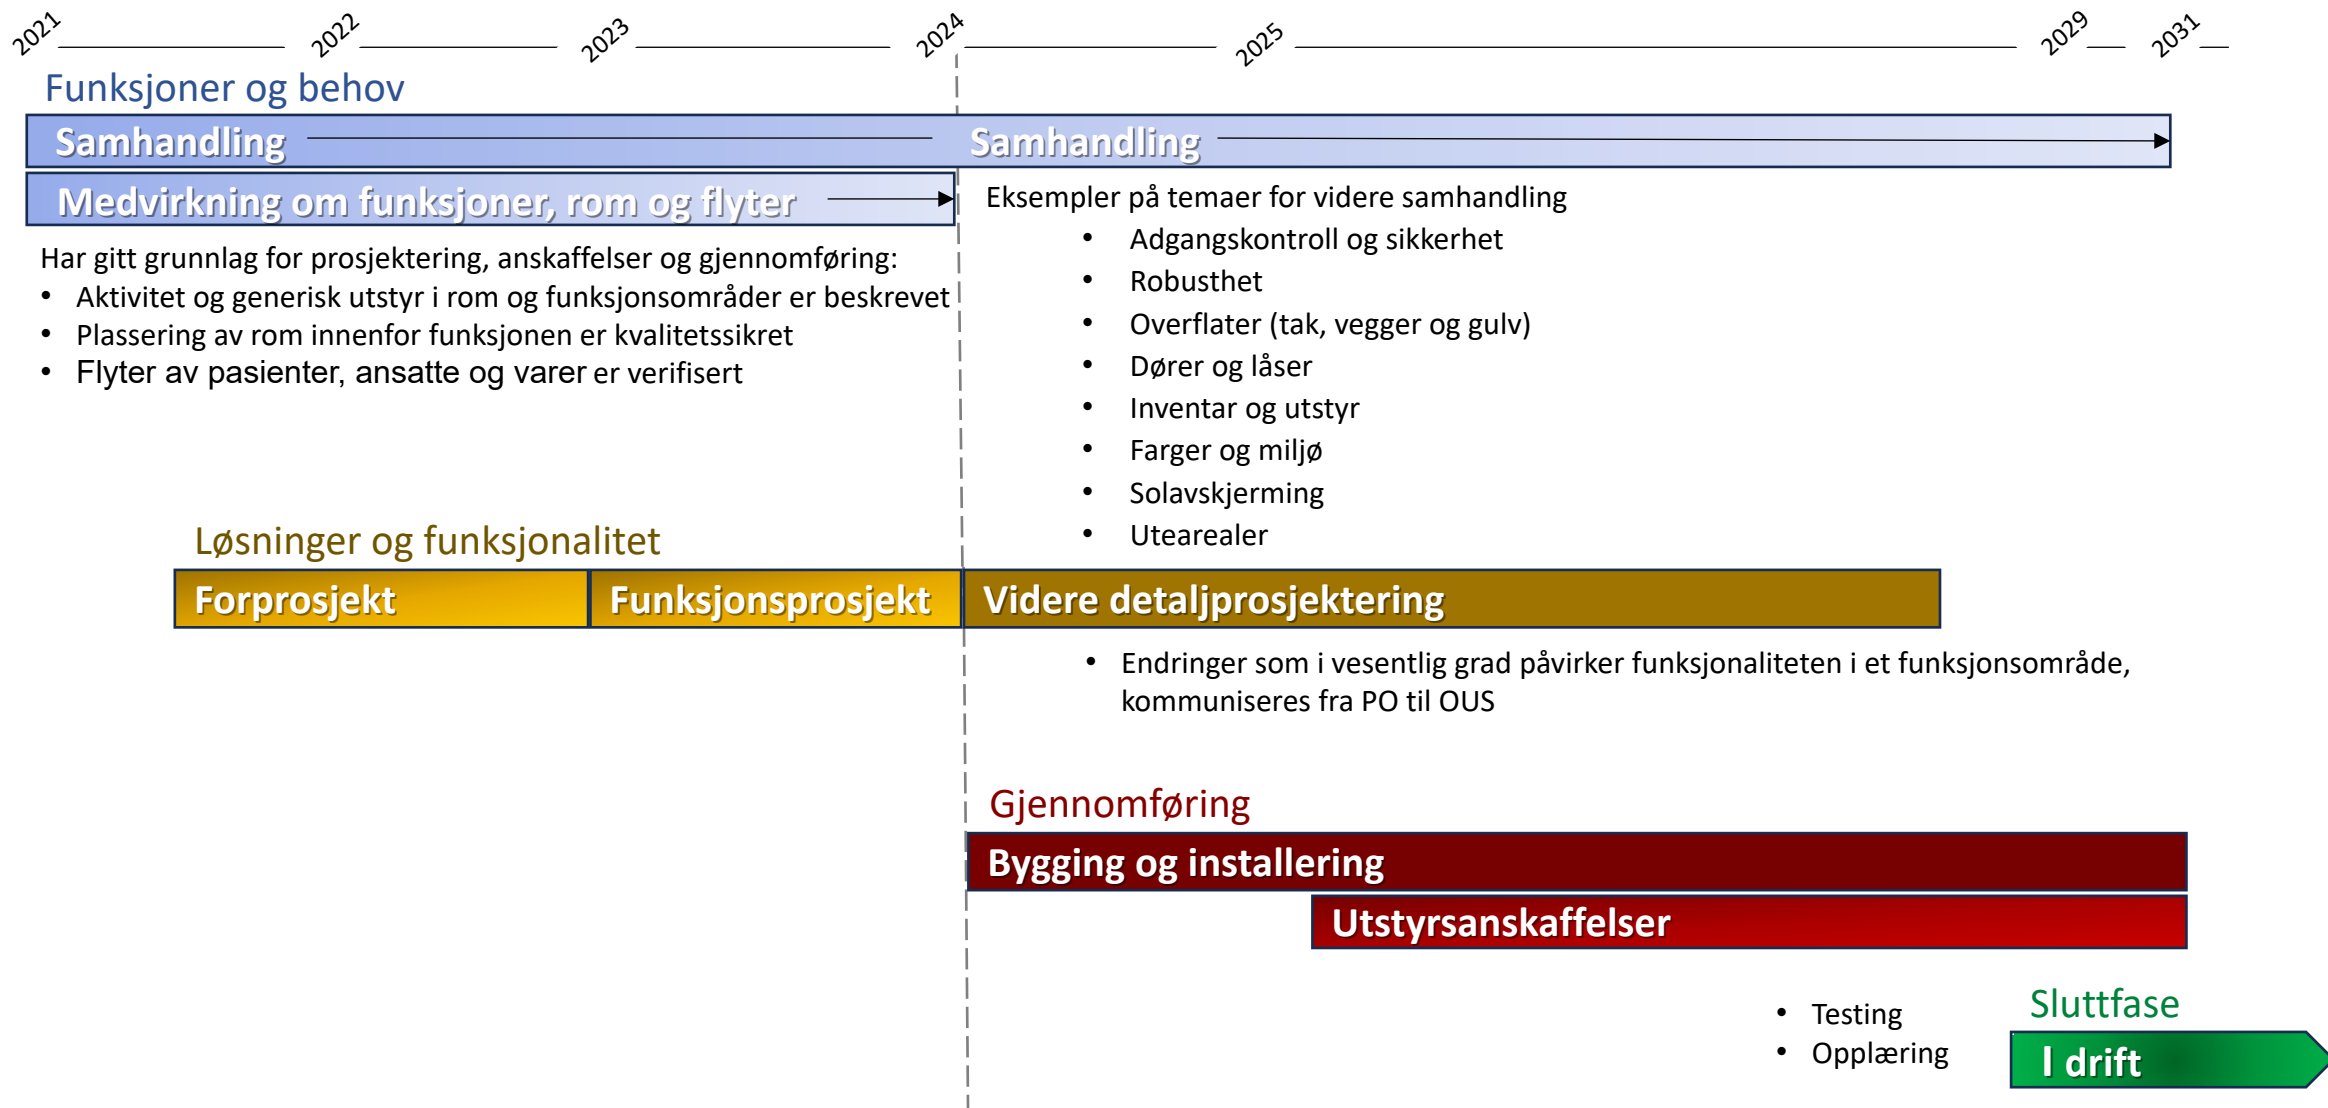 2021 2022 2023 2024 2025 2029 2031
Funksjoner og behov
Samhandling Samhandling
Medvirkning om funksjoner, rom og flyter
Har gitt grunnlag for prosjektering, anskaffelser og gjennomføring:
• Aktivitet og generisk utstyr i rom og funksjonsområder er beskrevet
• Plassering av rom innenfor funksjonen er kvalitetssikret
• Flyter av pasienter, ansatte og varer er verifisert
Eksempler på temaer for videre samhandling
• Adgangskontroll og sikkerhet
• Robusthet
• Overflater (tak, vegger og gulv)
• Dører og låser
• Inventar og utstyr
• Farger og miljø
• Solavskjerming
• Utearealer
Løsninger og funksjonalitet
Forprosjekt Funksjonsprosjekt Videre detaljprosjektering
• Endringer som i vesentlig grad påvirker funksjonaliteten i et funksjonsområde,
kommuniseres fra PO til OUS
Gjennomføring
Bygging og installering
Utstyrsanskaffelser
• Testing
• Opplæring
Sluttfase
I drift